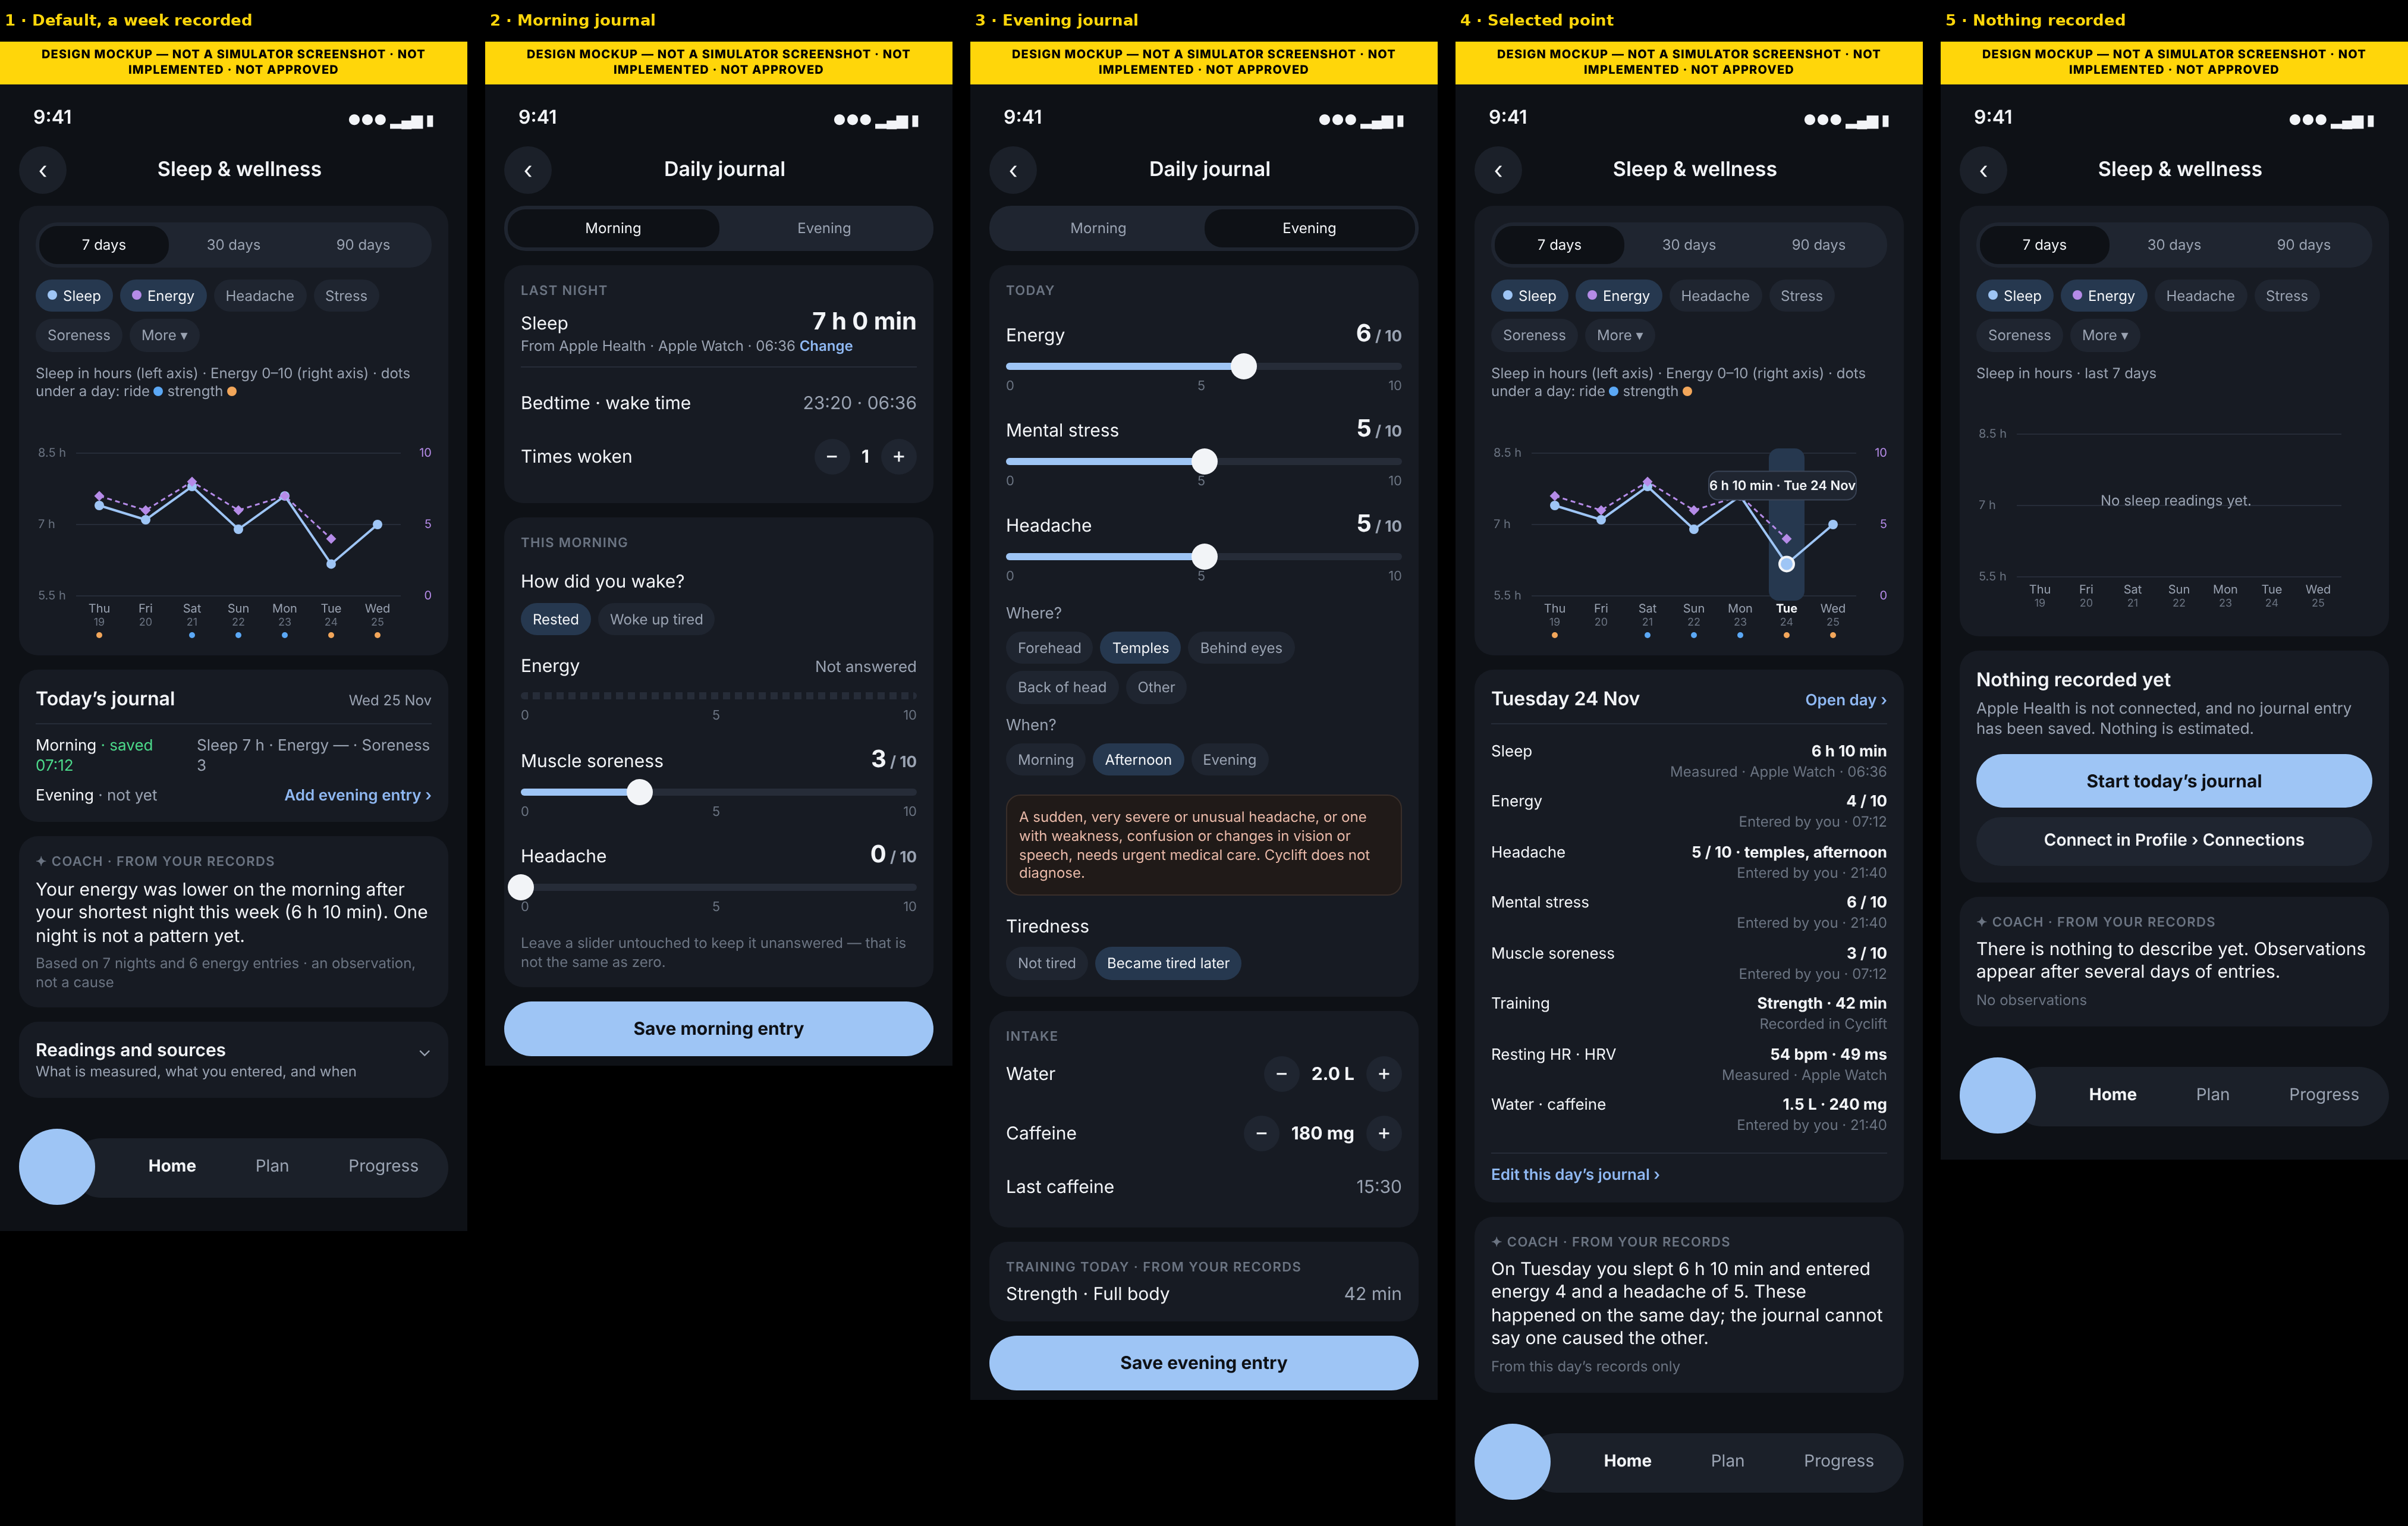 1 · Default, a week recorded
DESIGN MOCKUP — NOT A SIMULATOR SCREENSHOT · NOT
IMPLEMENTED · NOT APPROVED
9:41
‹
Sleep & wellness
7 days
30 days
90 days
Sleep
Energy
Headache
Stress
Soreness
More ▾
Sleep in hours (left axis) · Energy 0–10 (right axis) · dots
under a day: ride strength
8.5 h
10
7 h
5
5.5 h
0
Thu Fri Sat Sun Mon Tue Wed
19 20 21 22 23 24 25
Today’s journal
Wed 25 Nov
Morning · saved
07:12
Sleep 7 h · Energy — · Soreness
3
Evening · not yet
Add evening entry ›
✦ COACH · FROM YOUR RECORDS
Your energy was lower on the morning after
your shortest night this week (6 h 10 min). One
night is not a pattern yet.
Based on 7 nights and 6 energy entries · an observation,
not a cause
Readings and sources
What is measured, what you entered, and when
Home
Plan
Progress
2 · Morning journal
DESIGN MOCKUP — NOT A SIMULATOR SCREENSHOT · NOT
IMPLEMENTED · NOT APPROVED
9:41
‹
Daily journal
Morning
Evening
LAST NIGHT
Sleep
7 h 0 min
From Apple Health · Apple Watch · 06:36 Change
Bedtime · wake time
23:20 · 06:36
Times woken
− 1 +
THIS MORNING
How did you wake?
Rested
Woke up tired
Energy
Not answered
0 5 10
Muscle soreness
3 / 10
0 5 10
Headache
0 / 10
0 5 10
Leave a slider untouched to keep it unanswered — that is
not the same as zero.
Save morning entry
3 · Evening journal
DESIGN MOCKUP — NOT A SIMULATOR SCREENSHOT · NOT
IMPLEMENTED · NOT APPROVED
9:41
‹
Daily journal
Morning
Evening
TODAY
Energy
6 / 10
0 5 10
Mental stress
5 / 10
0 5 10
Headache
5 / 10
0 5 10
Where?
Forehead
Temples
Behind eyes
Back of head
Other
When?
Morning
Afternoon
Evening
A sudden, very severe or unusual headache, or one
with weakness, confusion or changes in vision or
speech, needs urgent medical care. Cyclift does not
diagnose.
Tiredness
Not tired
Became tired later
INTAKE
Water
− 2.0 L +
Caffeine
− 180 mg +
Last caffeine
15:30
TRAINING TODAY · FROM YOUR RECORDS
Strength · Full body
42 min
Save evening entry
4 · Selected point
DESIGN MOCKUP — NOT A SIMULATOR SCREENSHOT · NOT
IMPLEMENTED · NOT APPROVED
9:41
‹
Sleep & wellness
7 days
30 days
90 days
Sleep
Energy
Headache
Stress
Soreness
More ▾
Sleep in hours (left axis) · Energy 0–10 (right axis) · dots
under a day: ride strength
8.5 h
10
6 h 10 min · Tue 24 Nov
7 h
5
5.5 h
0
Thu Fri Sat Sun Mon Tue Wed
19 20 21 22 23 24 25
Tuesday 24 Nov
Open day ›
Sleep
6 h 10 min
Measured · Apple Watch · 06:36
Energy
4 / 10
Entered by you · 07:12
Headache
5 / 10 · temples, afternoon
Entered by you · 21:40
Mental stress
6 / 10
Entered by you · 21:40
Muscle soreness
3 / 10
Entered by you · 07:12
Training
Strength · 42 min
Recorded in Cyclift
Resting HR · HRV
54 bpm · 49 ms
Measured · Apple Watch
Water · caffeine
1.5 L · 240 mg
Entered by you · 21:40
Edit this day’s journal ›
✦ COACH · FROM YOUR RECORDS
On Tuesday you slept 6 h 10 min and entered
energy 4 and a headache of 5. These
happened on the same day; the journal cannot
say one caused the other.
From this day’s records only
Home
Plan
Progress
5 · Nothing recorded
DESIGN MOCKUP — NOT A SIMULATOR SCREENSHOT · NOT
IMPLEMENTED · NOT APPROVED
9:41
‹
Sleep & wellness
7 days
30 days
90 days
Sleep
Energy
Headache
Stress
Soreness
More ▾
Sleep in hours · last 7 days
8.5 h
7 h
No sleep readings yet.
5.5 h
Thu Fri Sat Sun Mon Tue Wed
19 20 21 22 23 24 25
Nothing recorded yet
Apple Health is not connected, and no journal entry
has been saved. Nothing is estimated.
Start today’s journal
Connect in Profile › Connections
✦ COACH · FROM YOUR RECORDS
There is nothing to describe yet. Observations
appear after several days of entries.
No observations
Home
Plan
Progress